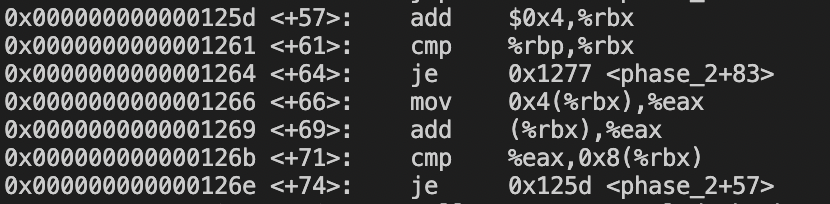 0x000000000000125d <+57>: add $0x4,%rbx
0x0000000000001261 <+61>: cmp %rbp,%rbx
0x0000000000001264 <+64>: je 0x1277 <phase_2+83>
0x0000000000001266 <+66>: mov 0x4(%rbx),%eax
0x0000000000001269 <+69>: add (%rbx),%eax
0x000000000000126b <+71>: cmp %eax,0x8(%rbx)
0x000000000000126e <+74>: je 0x125d <phase_2+57>